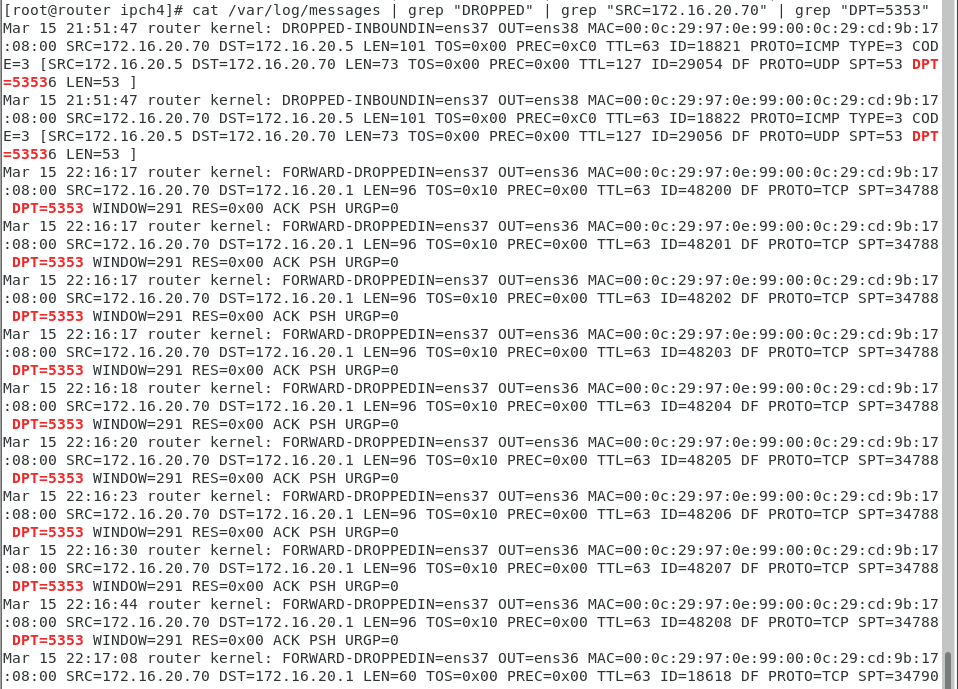 [root@router ipch4]# cat /var/log/messages | grep "DROPPED" | grep "SRC=172.16.20.70" | grep "DPT=5353"
Mar 15 21:51:47 router kernel: DROPPED-INBOUNDIN=ens37 OUT=ens38 MAC=00:0c:29:97:0e:99:00:0c:29:cd:9b:17
:08:00 SRC=172.16.20.70 DST=172.16.20.5 LEN=101 TOS=0x00 PREC=0xC0 TTL=63 ID=18821 PROTO=ICMP TYPE=3 COD
E=3 [SRC=172.16.20.5 DST=172.16.20.70 LEN=73 TOS=0x00 PREC=0x00 TTL=127 ID=29054 DF PROTO=UDP SPT=53 DPT
=53536 LEN=53 ]
Mar 15 21:51:47 router kernel: DROPPED-INBOUNDIN=ens37 OUT=ens38 MAC=00:0c:29:97:0e:99:00:0c:29:cd:9b:17
:08:00 SRC=172.16.20.70 DST=172.16.20.5 LEN=101 TOS=0x00 PREC=0xC0 TTL=63 ID=18822 PROTO=ICMP TYPE=3 COD
E=3 [SRC=172.16.20.5 DST=172.16.20.70 LEN=73 TOS=0x00 PREC=0x00 TTL=127 ID=29056 DF PROTO=UDP SPT=53 DPT
=53536 LEN=53 ]
Mar 15 22:16:17 router kernel: FORWARD-DROPPEDIN=ens37 OUT=ens36 MAC=00:0c:29:97:0e:99:00:0c:29:cd:9b:17
:08:00 SRC=172.16.20.70 DST=172.16.20.1 LEN=96 TOS=0x10 PREC=0x00 TTL=63 ID=48200 DF PROTO=TCP SPT=34788
DPT=5353 WINDOW=291 RES=0x00 ACK PSH URGP=0
Mar 15 22:16:17 router kernel: FORWARD-DROPPEDIN=ens37 OUT=ens36 MAC=00:0c:29:97:0e:99:00:0c:29:cd:9b:17
:08:00 SRC=172.16.20.70 DST=172.16.20.1 LEN=96 TOS=0x10 PREC=0x00 TTL=63 ID=48201 DF PROTO=TCP SPT=34788
DPT=5353 WINDOW=291 RES=0x00 ACK PSH URGP=0
Mar 15 22:16:17 router kernel: FORWARD-DROPPEDIN=ens37 OUT=ens36 MAC=00:0c:29:97:0e:99:00:0c:29:cd:9b:17
:08:00 SRC=172.16.20.70 DST=172.16.20.1 LEN=96 TOS=0x10 PREC=0x00 TTL=63 ID=48202 DF PROTO=TCP SPT=34788
DPT=5353 WINDOW=291 RES=0x00 ACK PSH URGP=0
Mar 15 22:16:17 router kernel: FORWARD-DROPPEDIN=ens37 OUT=ens36 MAC=00:0c:29:97:0e:99:00:0c:29:cd:9b:17
:08:00 SRC=172.16.20.70 DST=172.16.20.1 LEN=96 TOS=0x10 PREC=0x00 TTL=63 ID=48203 DF PROTO=TCP SPT=34788
DPT=5353 WINDOW=291 RES=0x00 ACK PSH URGP=0
Mar 15 22:16:18 router kernel: FORWARD-DROPPEDIN=ens37 OUT=ens36 MAC=00:0c:29:97:0e:99:00:0c:29:cd:9b:17
:08:00 SRC=172.16.20.70 DST=172.16.20.1 LEN=96 TOS=0x10 PREC=0x00 TTL=63 ID=48204 DF PROTO=TCP SPT=34788
DPT=5353 WINDOW=291 RES=0x00 ACK PSH URGP=0
Mar 15 22:16:20 router kernel: FORWARD-DROPPEDIN=ens37 OUT=ens36 MAC=00:0c:29:97:0e:99:00:0c:29:cd:9b:17
:08:00 SRC=172.16.20.70 DST=172.16.20.1 LEN=96 TOS=0x10 PREC=0x00 TTL=63 ID=48205 DF PROTO=TCP SPT=34788
DPT=5353 WINDOW=291 RES=0x00 ACK PSH URGP=0
Mar 15 22:16:23 router kernel: FORWARD-DROPPEDIN=ens37 OUT=ens36 MAC=00:0c:29:97:0e:99:00:0c:29:cd:9b:17
:08:00 SRC=172.16.20.70 DST=172.16.20.1 LEN=96 TOS=0x10 PREC=0x00 TTL=63 ID=48206 DF PROTO=TCP SPT=34788
DPT=5353 WINDOW=291 RES=0x00 ACK PSH URGP=0
Mar 15 22:16:30 router kernel: FORWARD-DROPPEDIN=ens37 OUT=ens36 MAC=00:0c:29:97:0e:99:00:0c:29:cd:9b:17
:08:00 SRC=172.16.20.70 DST=172.16.20.1 LEN=96 TOS=0x10 PREC=0x00 TTL=63 ID=48207 DF PROTO=TCP SPT=34788
DPT=5353 WINDOW=291 RES=0x00 ACK PSH URGP=0
Mar 15 22:16:44 router kernel: FORWARD-DROPPEDIN=ens37 OUT=ens36 MAC=00:0c:29:97:0e:99:00:0c:29:cd:9b:17
:08:00 SRC=172.16.20.70 DST=172.16.20.1 LEN=96 TOS=0x10 PREC=0x00 TTL=63 ID=48208 DF PROTO=TCP SPT=34788
DPT=5353 WINDOW=291 RES=0x00 ACK PSH URGP=0
Mar 15 22:17:08 router kernel: FORWARD-DROPPEDIN=ens37 OUT=ens36 MAC=00:0c:29:97:0e:99:00:0c:29:cd:9b:17
:08:00 SRC=172.16.20.70 DST=172.16.20.1 LEN=60 TOS=0x00 PREC=0x00 TTL=63 ID=18618 DF PROTO=TCP SPT=34790